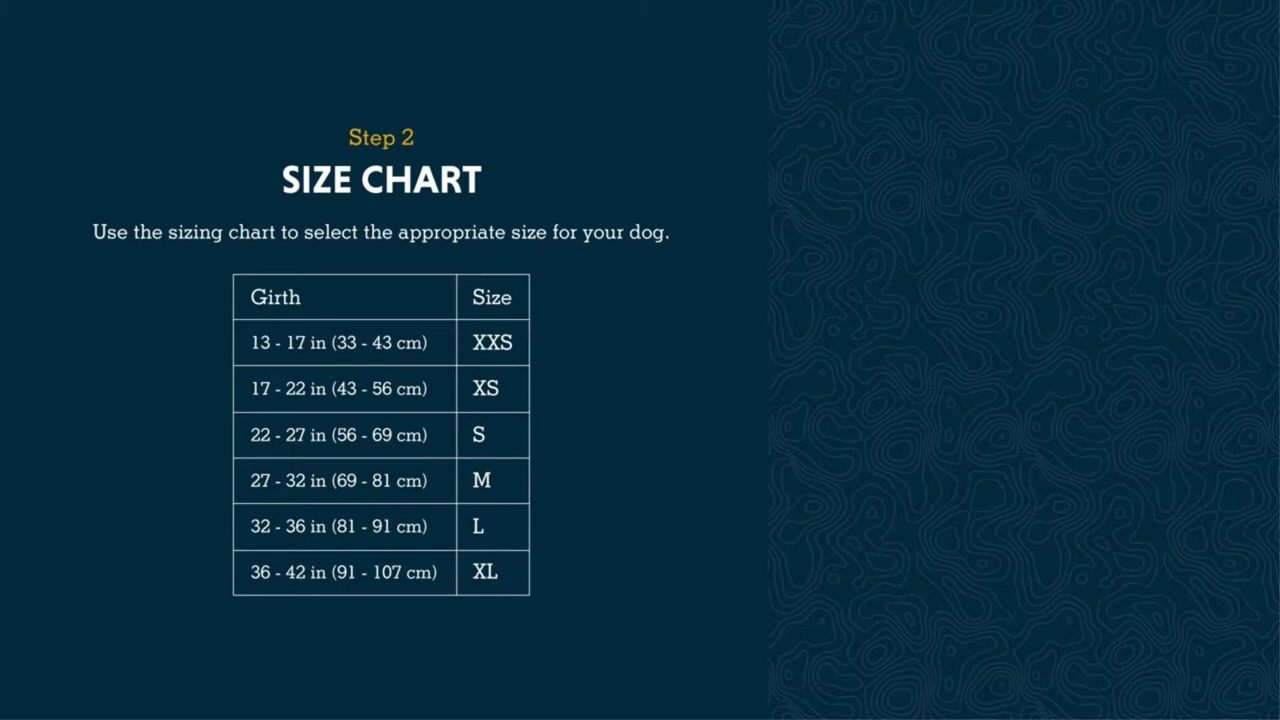 Step 2
SIZE CHART
Use the sizing chart to select the appropriate size for your dog.
Girth Size
13 - 17 in (33 - 43 cm) XXS
17 - 22 in (43 - 56 cm) XS
22 - 27 in (56 - 69 cm) S
27 - 32 in (69 - 81 cm) M
32 - 36 in (81 - 91 cm) L
36 - 42 in (91 - 107 cm) XL